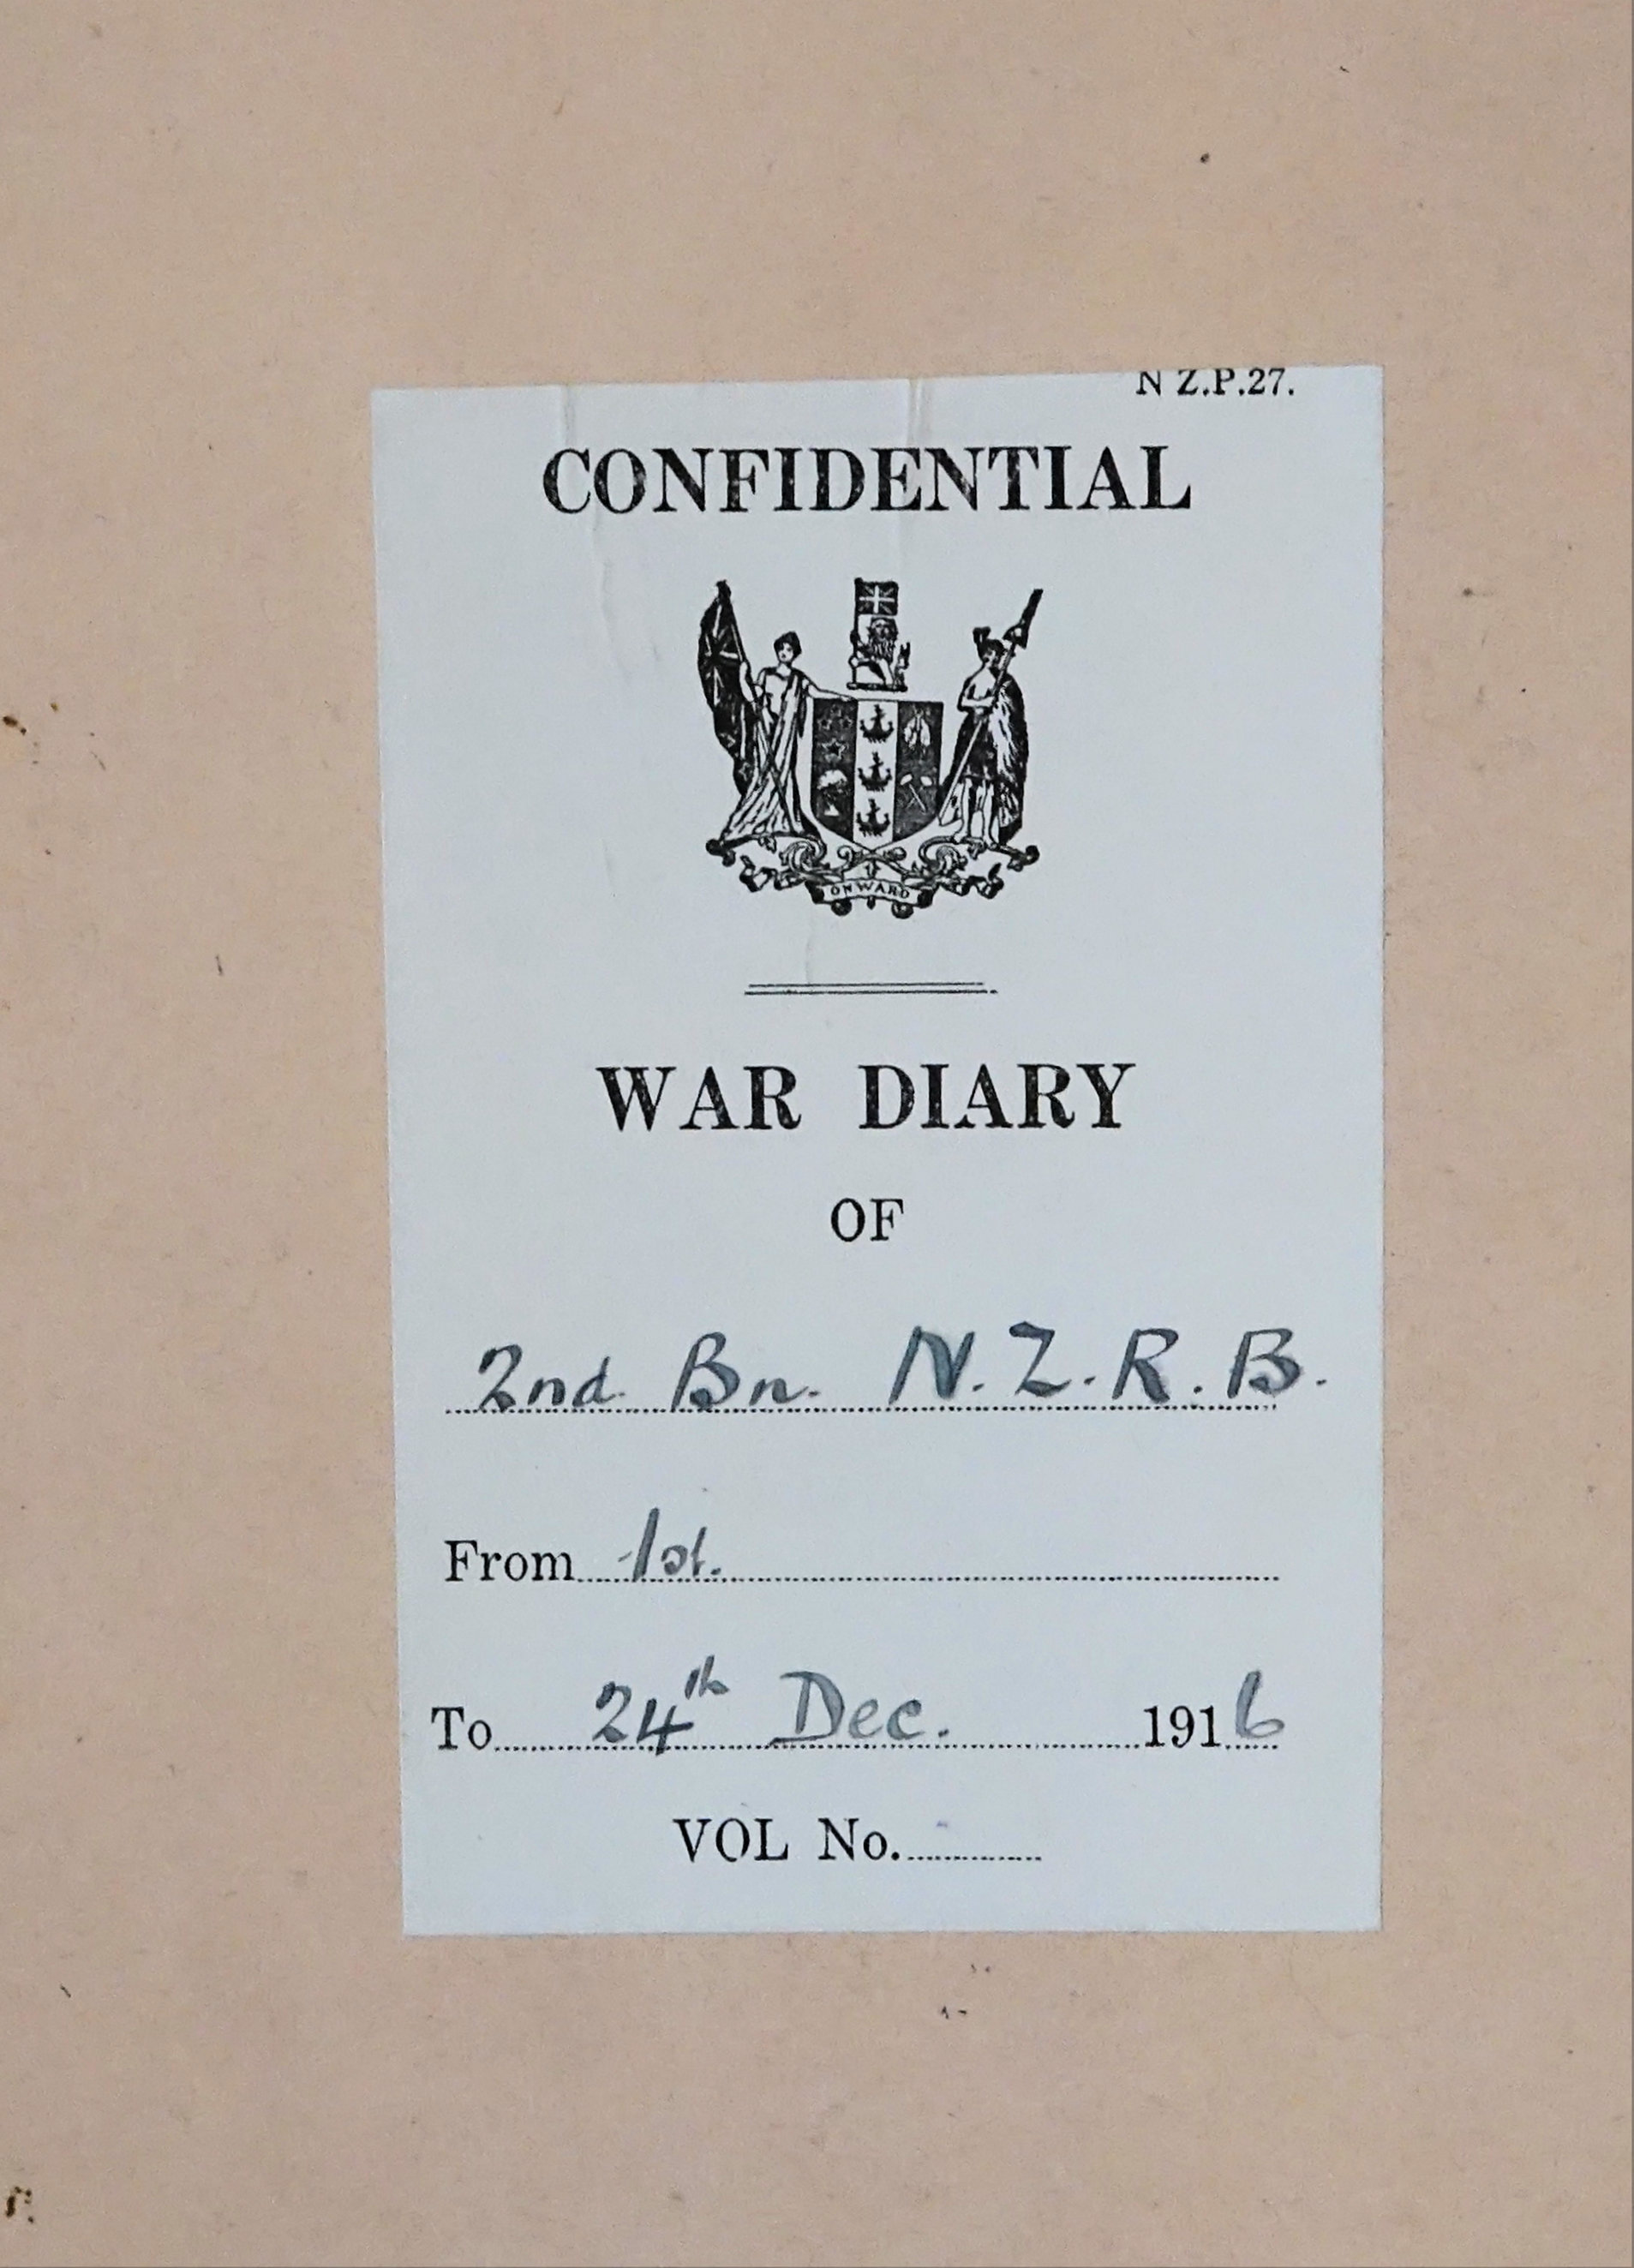 N Z.P.27.
CONFIDENTIAL
ONWARD
WAR DIARY
OF
2nd. Bn. N.Z.R.B.
From 1st.
To 24th Dec. 1916
VOL No.